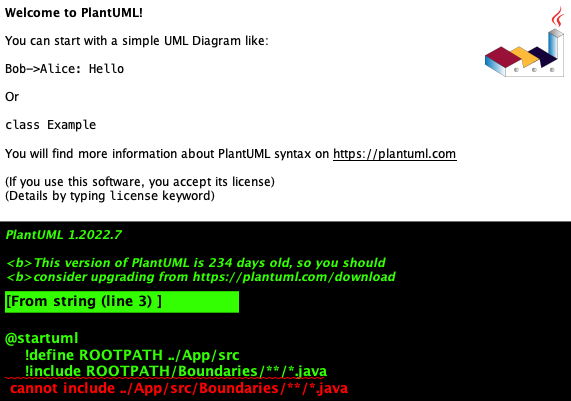 Welcome to PlantUML!
You can start with a simple UML Diagram like:
Bob->Alice: Hello
Or
class Example
You will find more information about PlantUML syntax on https://plantuml.com
(If you use this software, you accept its license)
(Details by typing license keyword)
PlantUML 1.2022.7
<b>This version of PlantUML is 234 days old, so you should
<b>consider upgrading from https://plantuml.com/download
[From string (line 3) ]
@startuml
!define ROOTPATH ../App/src
!include ROOTPATH/Boundaries/**/*.java
cannot include ../App/src/Boundaries/**/*.java